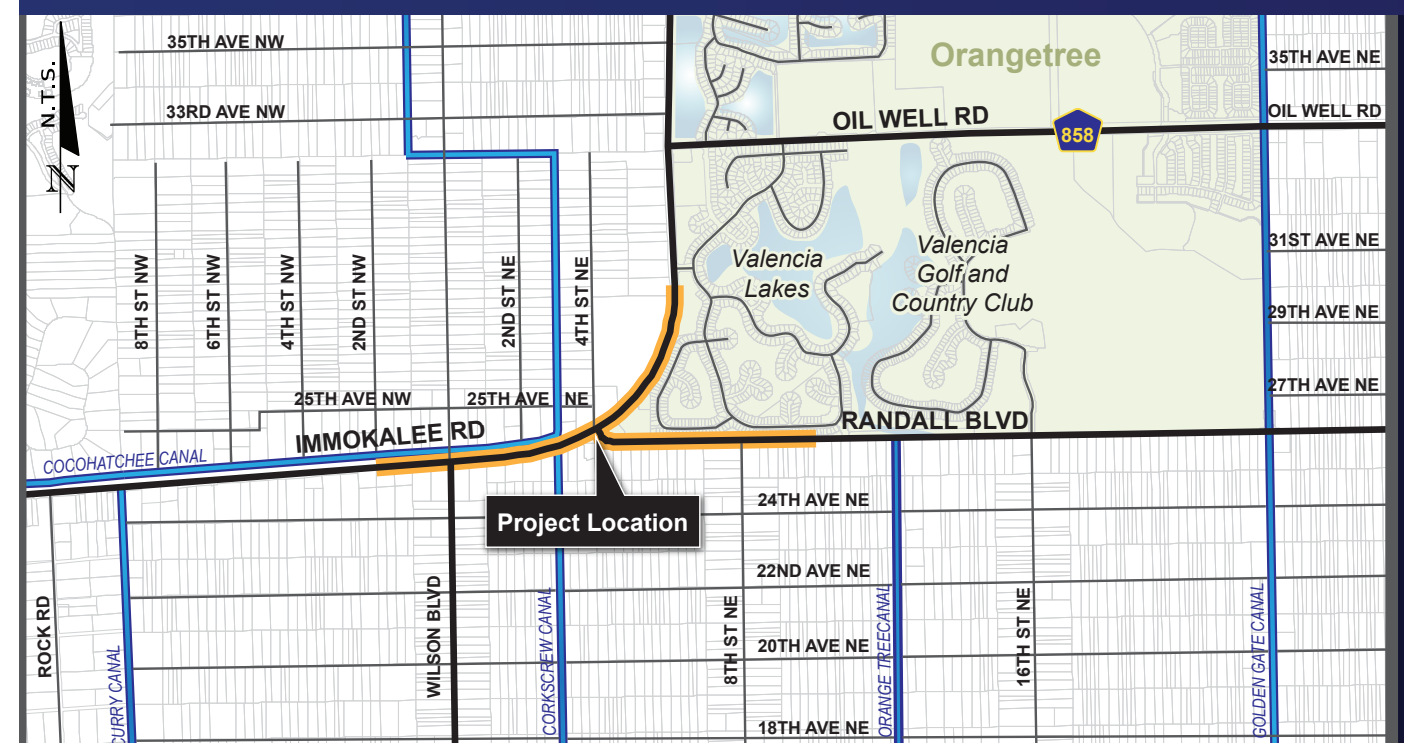 35TH AVE NW
Orangetree
35TH AVE NE
N.T.S.
33RD AVE NW
OIL WELL RD
858
OIL WELL RD
N
8TH ST NW
6TH ST NW
4TH ST NW
2ND ST NW
2ND ST NE
4TH ST NE
Valencia
Lakes
Valencia
Golf and
Country Club
31ST AVE NE
29TH AVE NE
27TH AVE NE
25TH AVE NW
25TH AVE NE
IMMOKALEE RD
RANDALL BLVD
COCOHATCHEE CANAL
Project Location
24TH AVE NE
22ND AVE NE
20TH AVE NE
18TH AVE NE
ROCK RD
CURRY CANAL
WILSON BLVD
CORKSCREW CANAL
8TH ST NE
ORANGE TREECANAL
16TH ST NE
GOLDEN GATE CANAL